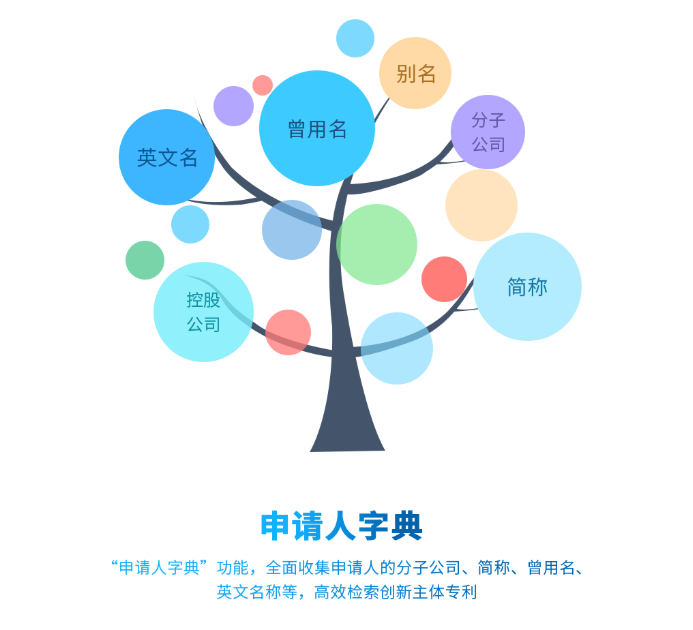 别名
曾用名
分子
公司
英文名
简称
控股
公司
申请人字典
“申请人字典”功能，全面收集申请人的分子公司、简称、曾用名、
英文名称等，高效检索创新主体专利